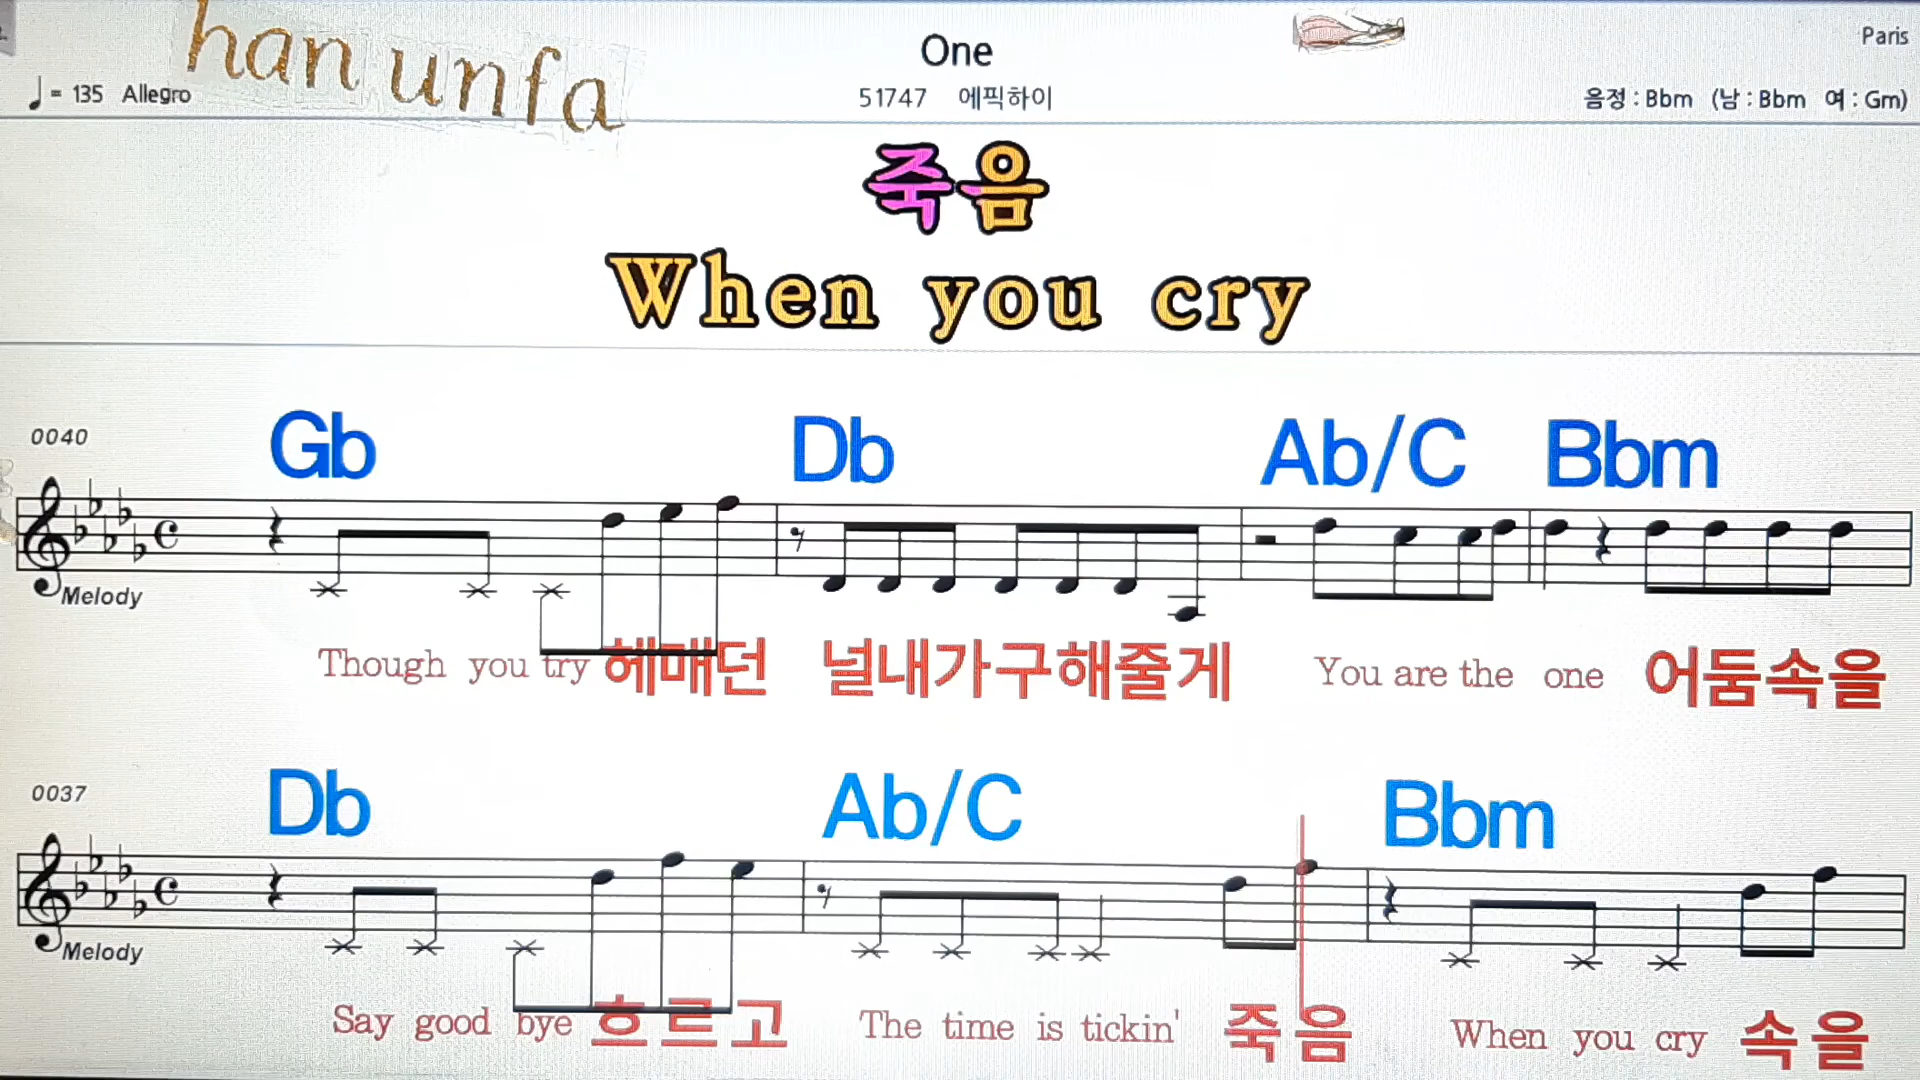 han unfa
One
Paris
= 135 Allegro
51747 에픽하이
음정 : Bbm (남 : Bbm 여 : Gm)
죽음
When you cry
0040
Gb Db Ab/C Bbm
Melody
Though you try 헤매던 널내가구해줄게 You are the one 어둠속을
0037
Db Ab/C Bbm
Melody
Say good bye 흐르고 The time is tickin' 죽음 When you cry 속을